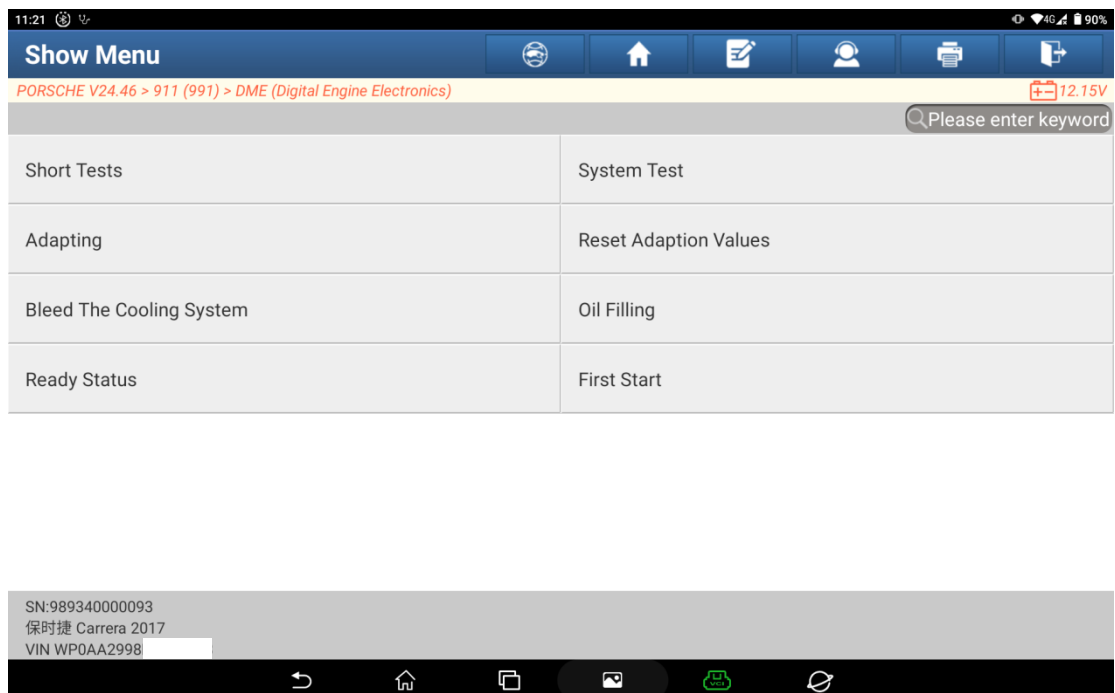 11:21
4G 90%
Show Menu
PORSCHE V24.46 > 911 (991) > DME (Digital Engine Electronics)
12.15V
Please enter keyword
Short Tests
System Test
Adapting
Reset Adaption Values
Bleed The Cooling System
Oil Filling
Ready Status
First Start
SN:989340000093
保时捷 Carrera 2017
VIN WP0AA2998
VCI